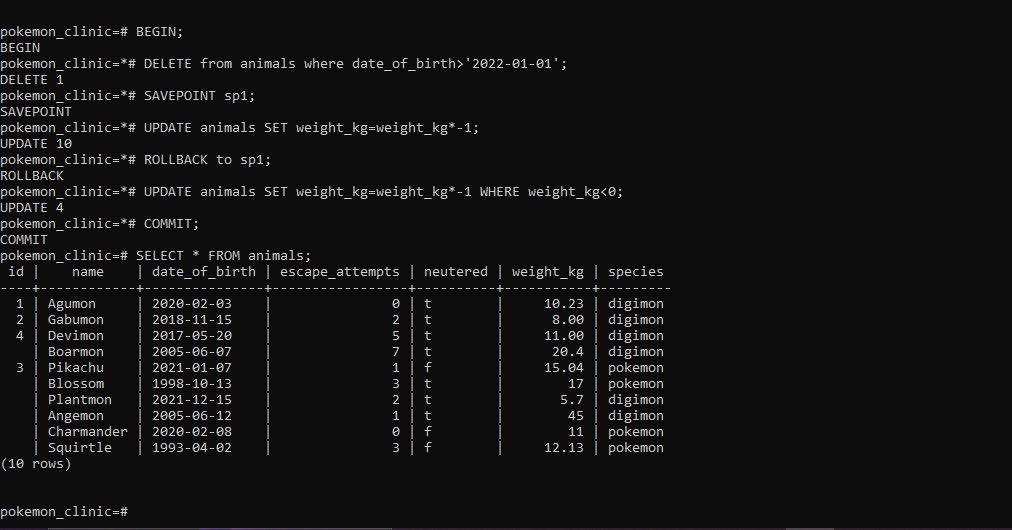 pokemon_clinic=# BEGIN;
BEGIN
pokemon_clinic=*# DELETE from animals where date_of_birth>'2022-01-01';
DELETE 1
pokemon_clinic=*# SAVEPOINT sp1;
SAVEPOINT
pokemon_clinic=*# UPDATE animals SET weight_kg=weight_kg*-1;
UPDATE 10
pokemon_clinic=*# ROLLBACK to sp1;
ROLLBACK
pokemon_clinic=*# UPDATE animals SET weight_kg=weight_kg*-1 WHERE weight_kg<0;
UPDATE 4
pokemon_clinic=*# COMMIT;
COMMIT
pokemon_clinic=# SELECT * FROM animals;
 id |    name    | date_of_birth | escape_attempts | neutered | weight_kg | species
----+------------+---------------+-----------------+----------+-----------+---------
  1 | Agumon     | 2020-02-03    |               0 | t        |     10.23 | digimon
  2 | Gabumon    | 2018-11-15    |               2 | t        |      8.00 | digimon
  4 | Devimon    | 2017-05-20    |               5 | t        |     11.00 | digimon
    | Boarmon    | 2005-06-07    |               7 | t        |      20.4 | digimon
  3 | Pikachu    | 2021-01-07    |               1 | f        |     15.04 | pokemon
    | Blossom    | 1998-10-13    |               3 | t        |        17 | pokemon
    | Plantmon   | 2021-12-15    |               2 | t        |       5.7 | digimon
    | Angemon    | 2005-06-12    |               1 | t        |        45 | digimon
    | Charmander | 2020-02-08    |               0 | f        |        11 | pokemon
    | Squirtle   | 1993-04-02    |               3 | f        |     12.13 | pokemon
(10 rows)
pokemon_clinic=#